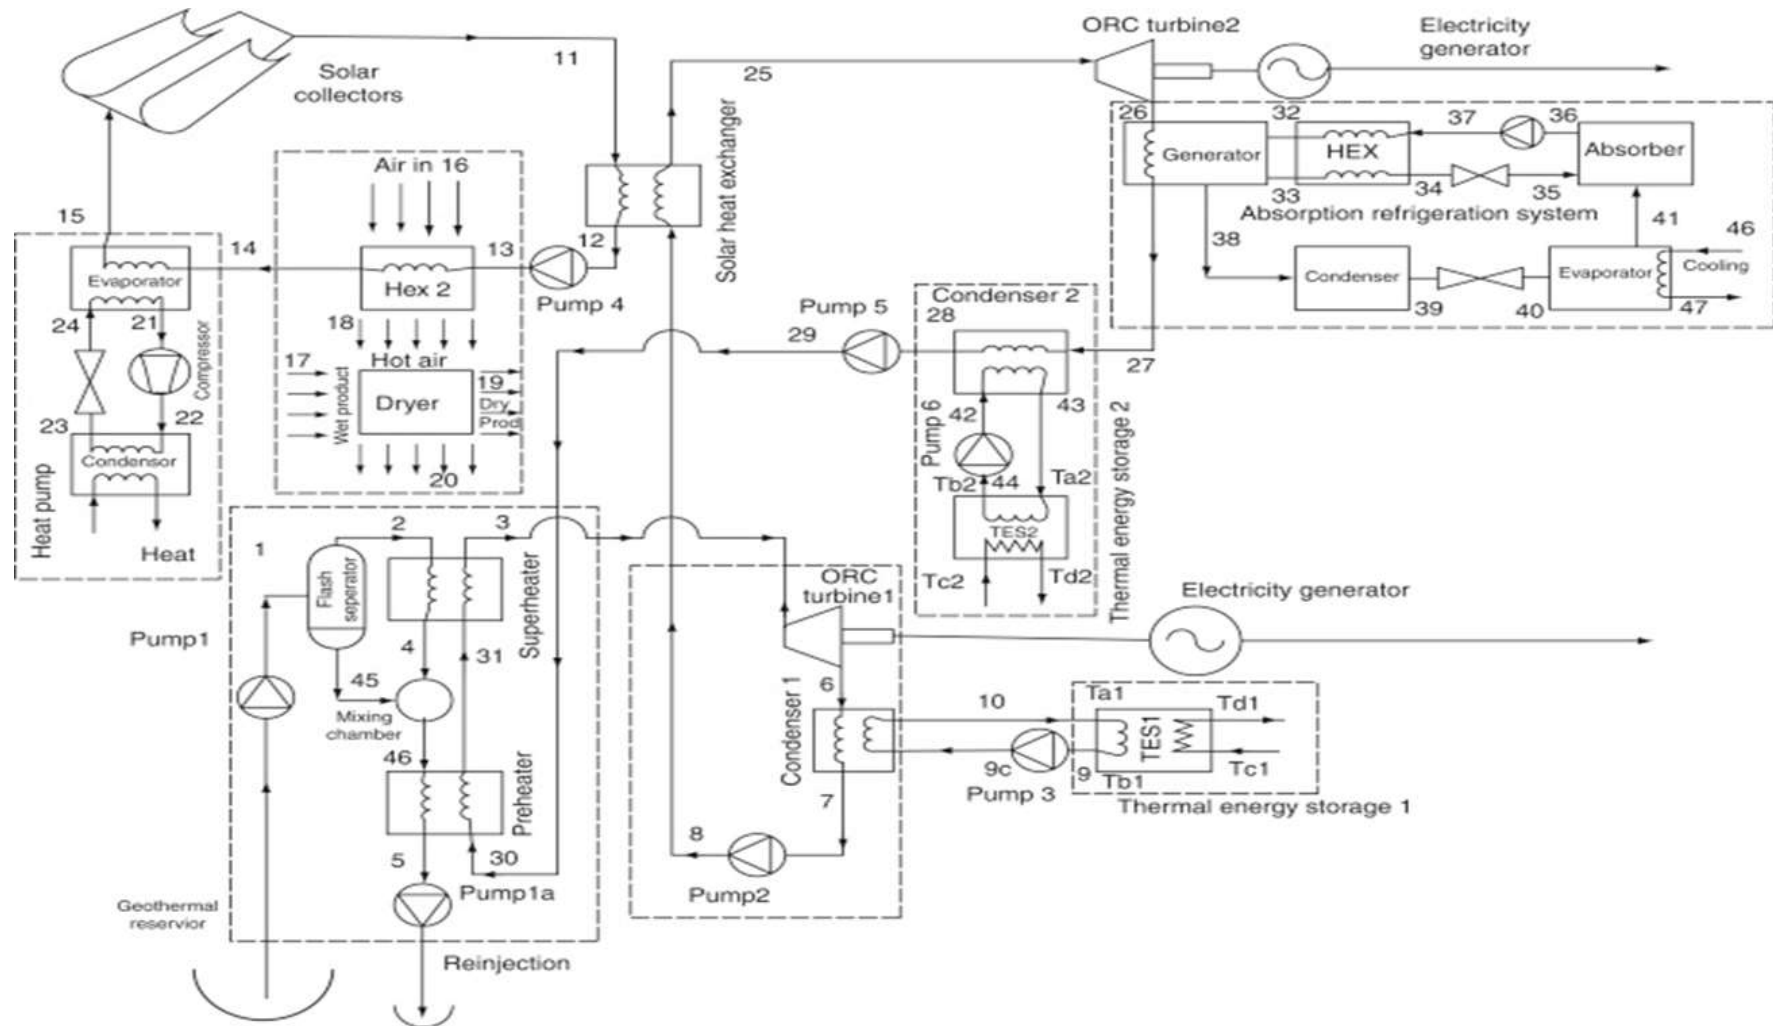 ORC turbine2
Electricity
generator
11
Solar
collectors
25
Solar heat exchanger
26
32
37
36
Generator
HEX
Absorber
33
34
35
Absorption refrigeration system
38
41
46
Condenser
Evaporator
Cooling
39
40
47
Air in 16
15
14
13
12
Evaporator
Hex 2
Pump 4
24
21
18
Compressor
17
Hot air
19
Wet product
Dryer
Dry
Prod
23
22
Condensor
20
Heat pump
Heat
Pump 5
Condenser 2
28
29
27
42
43
Pump 6
Tb2
44
Ta2
TES2
Tc2
Td2
Thermal energy storage 2
1
2
3
Flash
seperator
Superheater
Pump1
4
31
45
Mixing
chamber
46
Preheater
5
30
Pump1a
Geothermal
reservior
Reinjection
ORC
turbine1
Electricity generator
6
Condenser 1
10
Ta1
Td1
TES1
9c
9
Tb1
Tc1
Pump 3
Thermal energy storage 1
7
8
Pump2